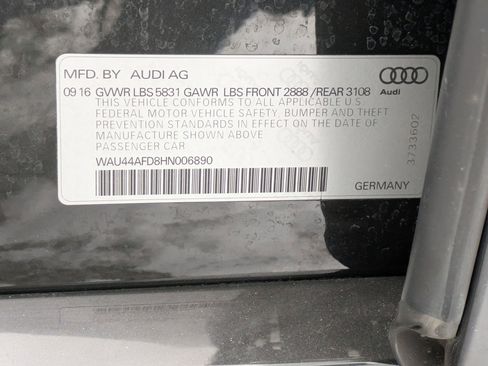 MFD. BY AUDI AG
09 16 GVWR LBS 5831 GAWR LBS FRONT 2888 /REAR 3108
THIS VEHICLE CONFORMS TO ALL APPLICABLE U.S
FEDERAL MOTOR VEHICLE SAFETY, BUMPER AND THEFT
PREVENTION STANDARDS IN EFFECT ON THE DATE
OF MANUFACTURE SHOWN ABOVE
PASSENGER CAR
WAU44AFD8HN006890
Audi
3733602
GERMANY